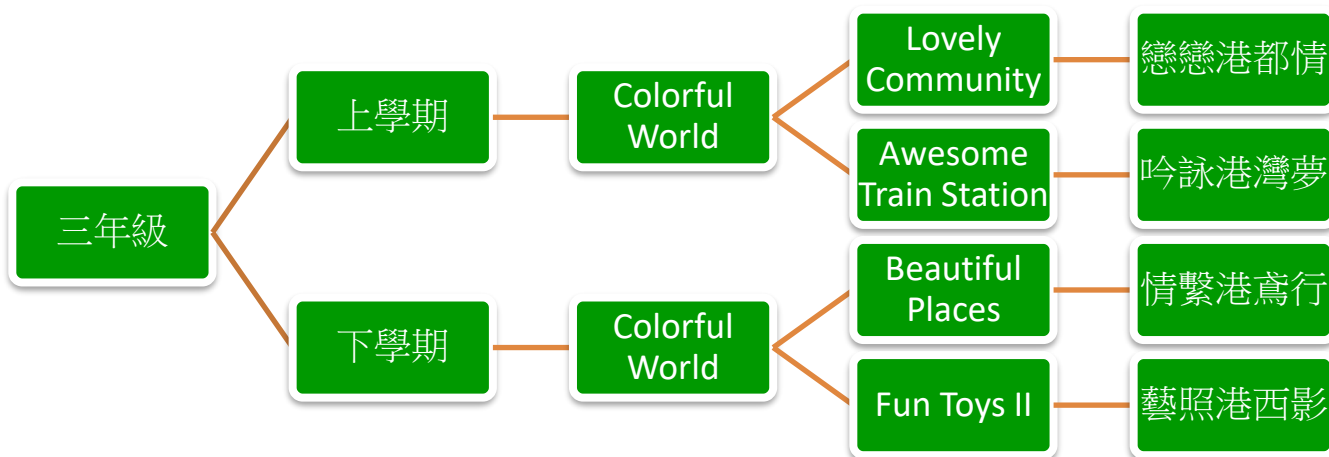 三年級
上學期
Colorful
World
Lovely
Community
戀戀港都情
Awesome
Train Station
吟詠港灣夢
下學期
Colorful
World
Beautiful
Places
情繫港鳶行
Fun Toys II
藝照港西影